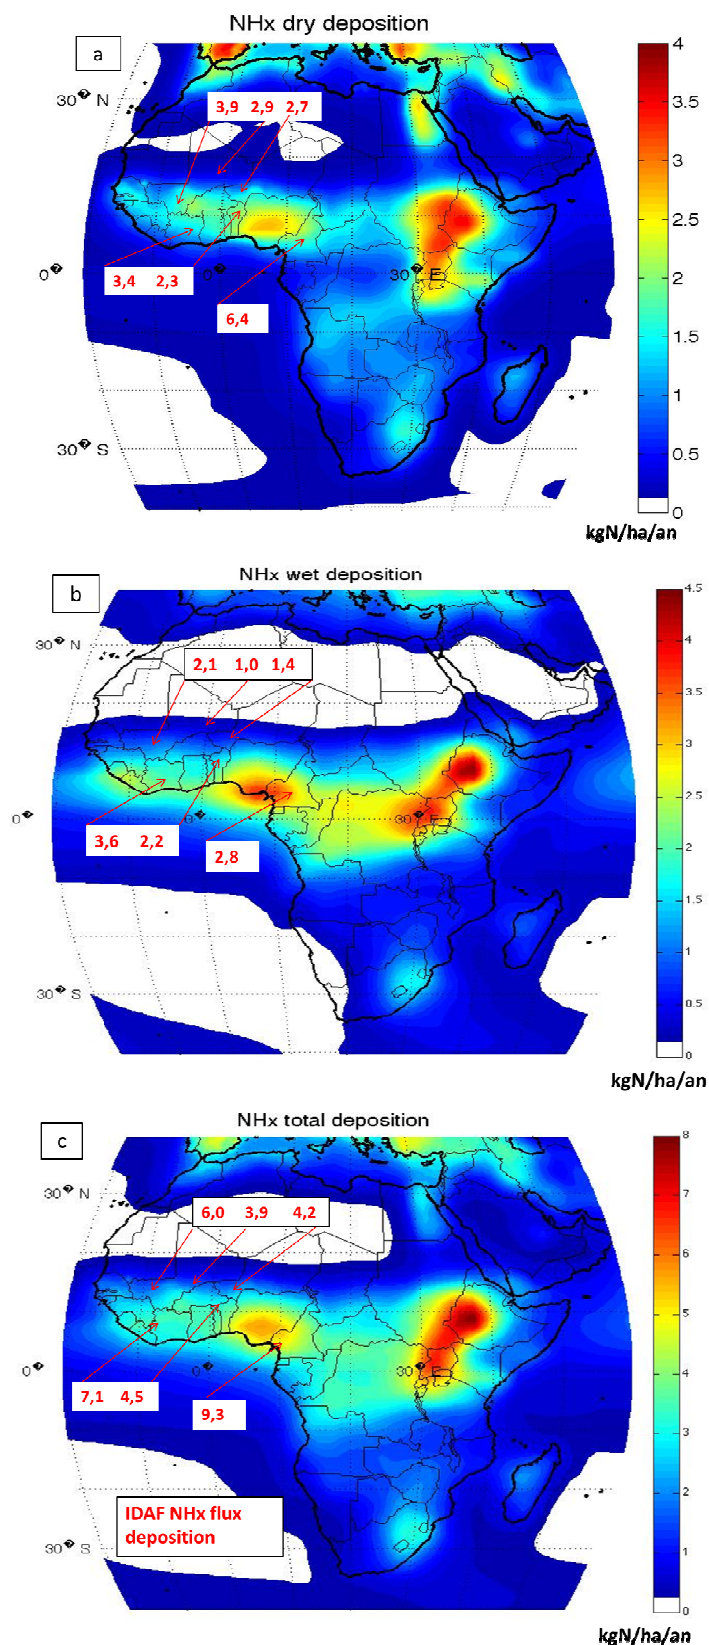 NHx dry deposition
a
4
30� N
3,9 2,9 2,7
3.5
3
2.5
2
0� 0� 30� E
3,4 2,3
6,4
1.5
1
30� S
0.5
0
kgN/ha/an
NHx wet deposition
b
4.5
30� N
2,1 1,0 1,4
4
3.5
3
2.5
0� 0� 30� E
3,6 2,2
2,8
2
1.5
1
30� S
0.5
0
kgN/ha/an
NHx total deposition
c
8
30� N
6,0 3,9 4,2
7
6
5
4
0� 0� 30� E
7,1 4,5
9,3
3
2
IDAF NHx flux
deposition
30� S
1
0
kgN/ha/an